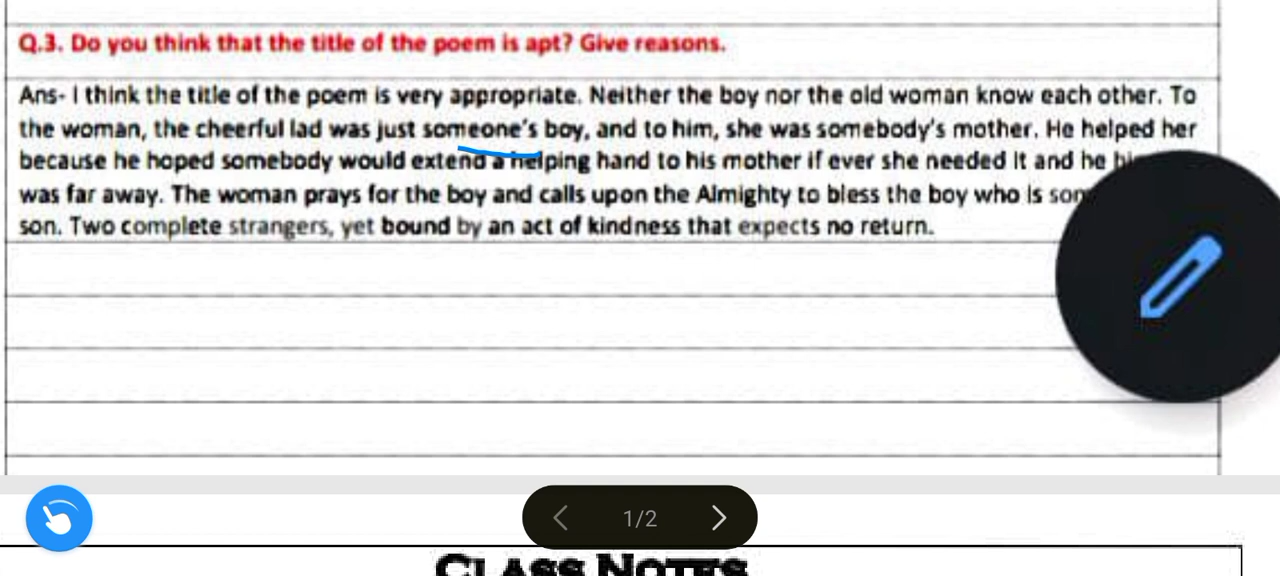 Q.3. Do you think that the title of the poem is apt? Give reasons.
Ans- I think the title of the poem is very appropriate. Neither the boy nor the old woman know each other. To
the woman, the cheerful lad was just someone's boy, and to him, she was somebody's mother. He helped her
because he hoped somebody would extend a helping hand to his mother if ever she needed it and he
was far away. The woman prays for the boy and calls upon the Almighty to bless the boy who is
son. Two complete strangers, yet bound by an act of kindness that expects no return.
1/2
CLASS NOTES